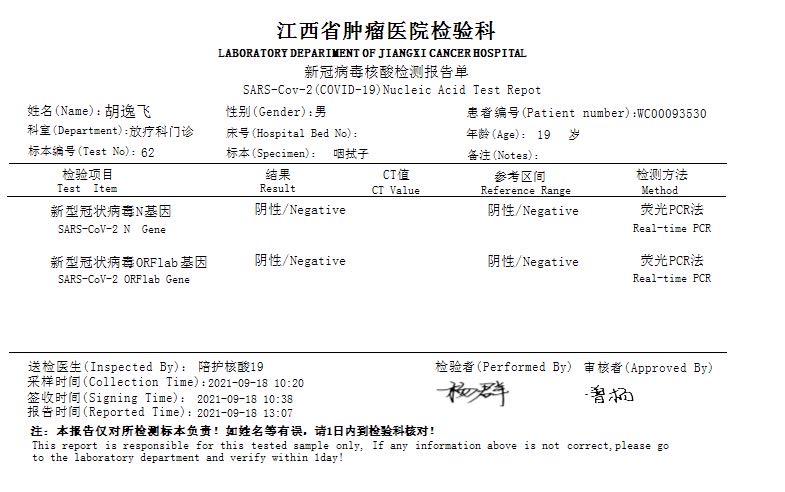 江西省肿瘤医院检验科
LABORATORY DEPARIMENT OF JIANGXI CANCER HOSPITAL
新冠病毒核酸检测报告单
SARS-Cov-2(COVID-19)Nucleic Acid Test Repot
姓名(Name): 胡逸飞 性别(Gender): 男 患者编号(Patient number):WC00093530
科室(Department):放疗科门诊 床号(Hospital Bed No): 年龄(Age): 19 岁
标本编号(Test No): 62 标本(Specimen): 咽拭子 备注(Notes):
检验项目 结果 CT值 参考区间 检测方法
Test Item Result CT Value Reference Range Method
新型冠状病毒N基因 阴性/Negative 阴性/Negative 荧光PCR法
SARS-CoV-2 N Gene Real-time PCR
新型冠状病毒ORFlab基因 阴性/Negative 阴性/Negative 荧光PCR法
SARS-CoV-2 ORFlab Gene Real-time PCR
送检医生(Inspected By): 陪护核酸19 检验者(Performed By) 审核者(Approved By)
采样时间(Collection Time):2021-09-18 10:20
签收时间(Signing Time): 2021-09-18 10:38
报告时间(Reported Time): 2021-09-18 13:07
杨群
注: 本报告仅对所检测标本负责! 如姓名等有误, 请1日内到检验科核对!
This report is responsible for this tested sample only, If any information above is not correct,please go
to the laboratory department and verify within 1day!